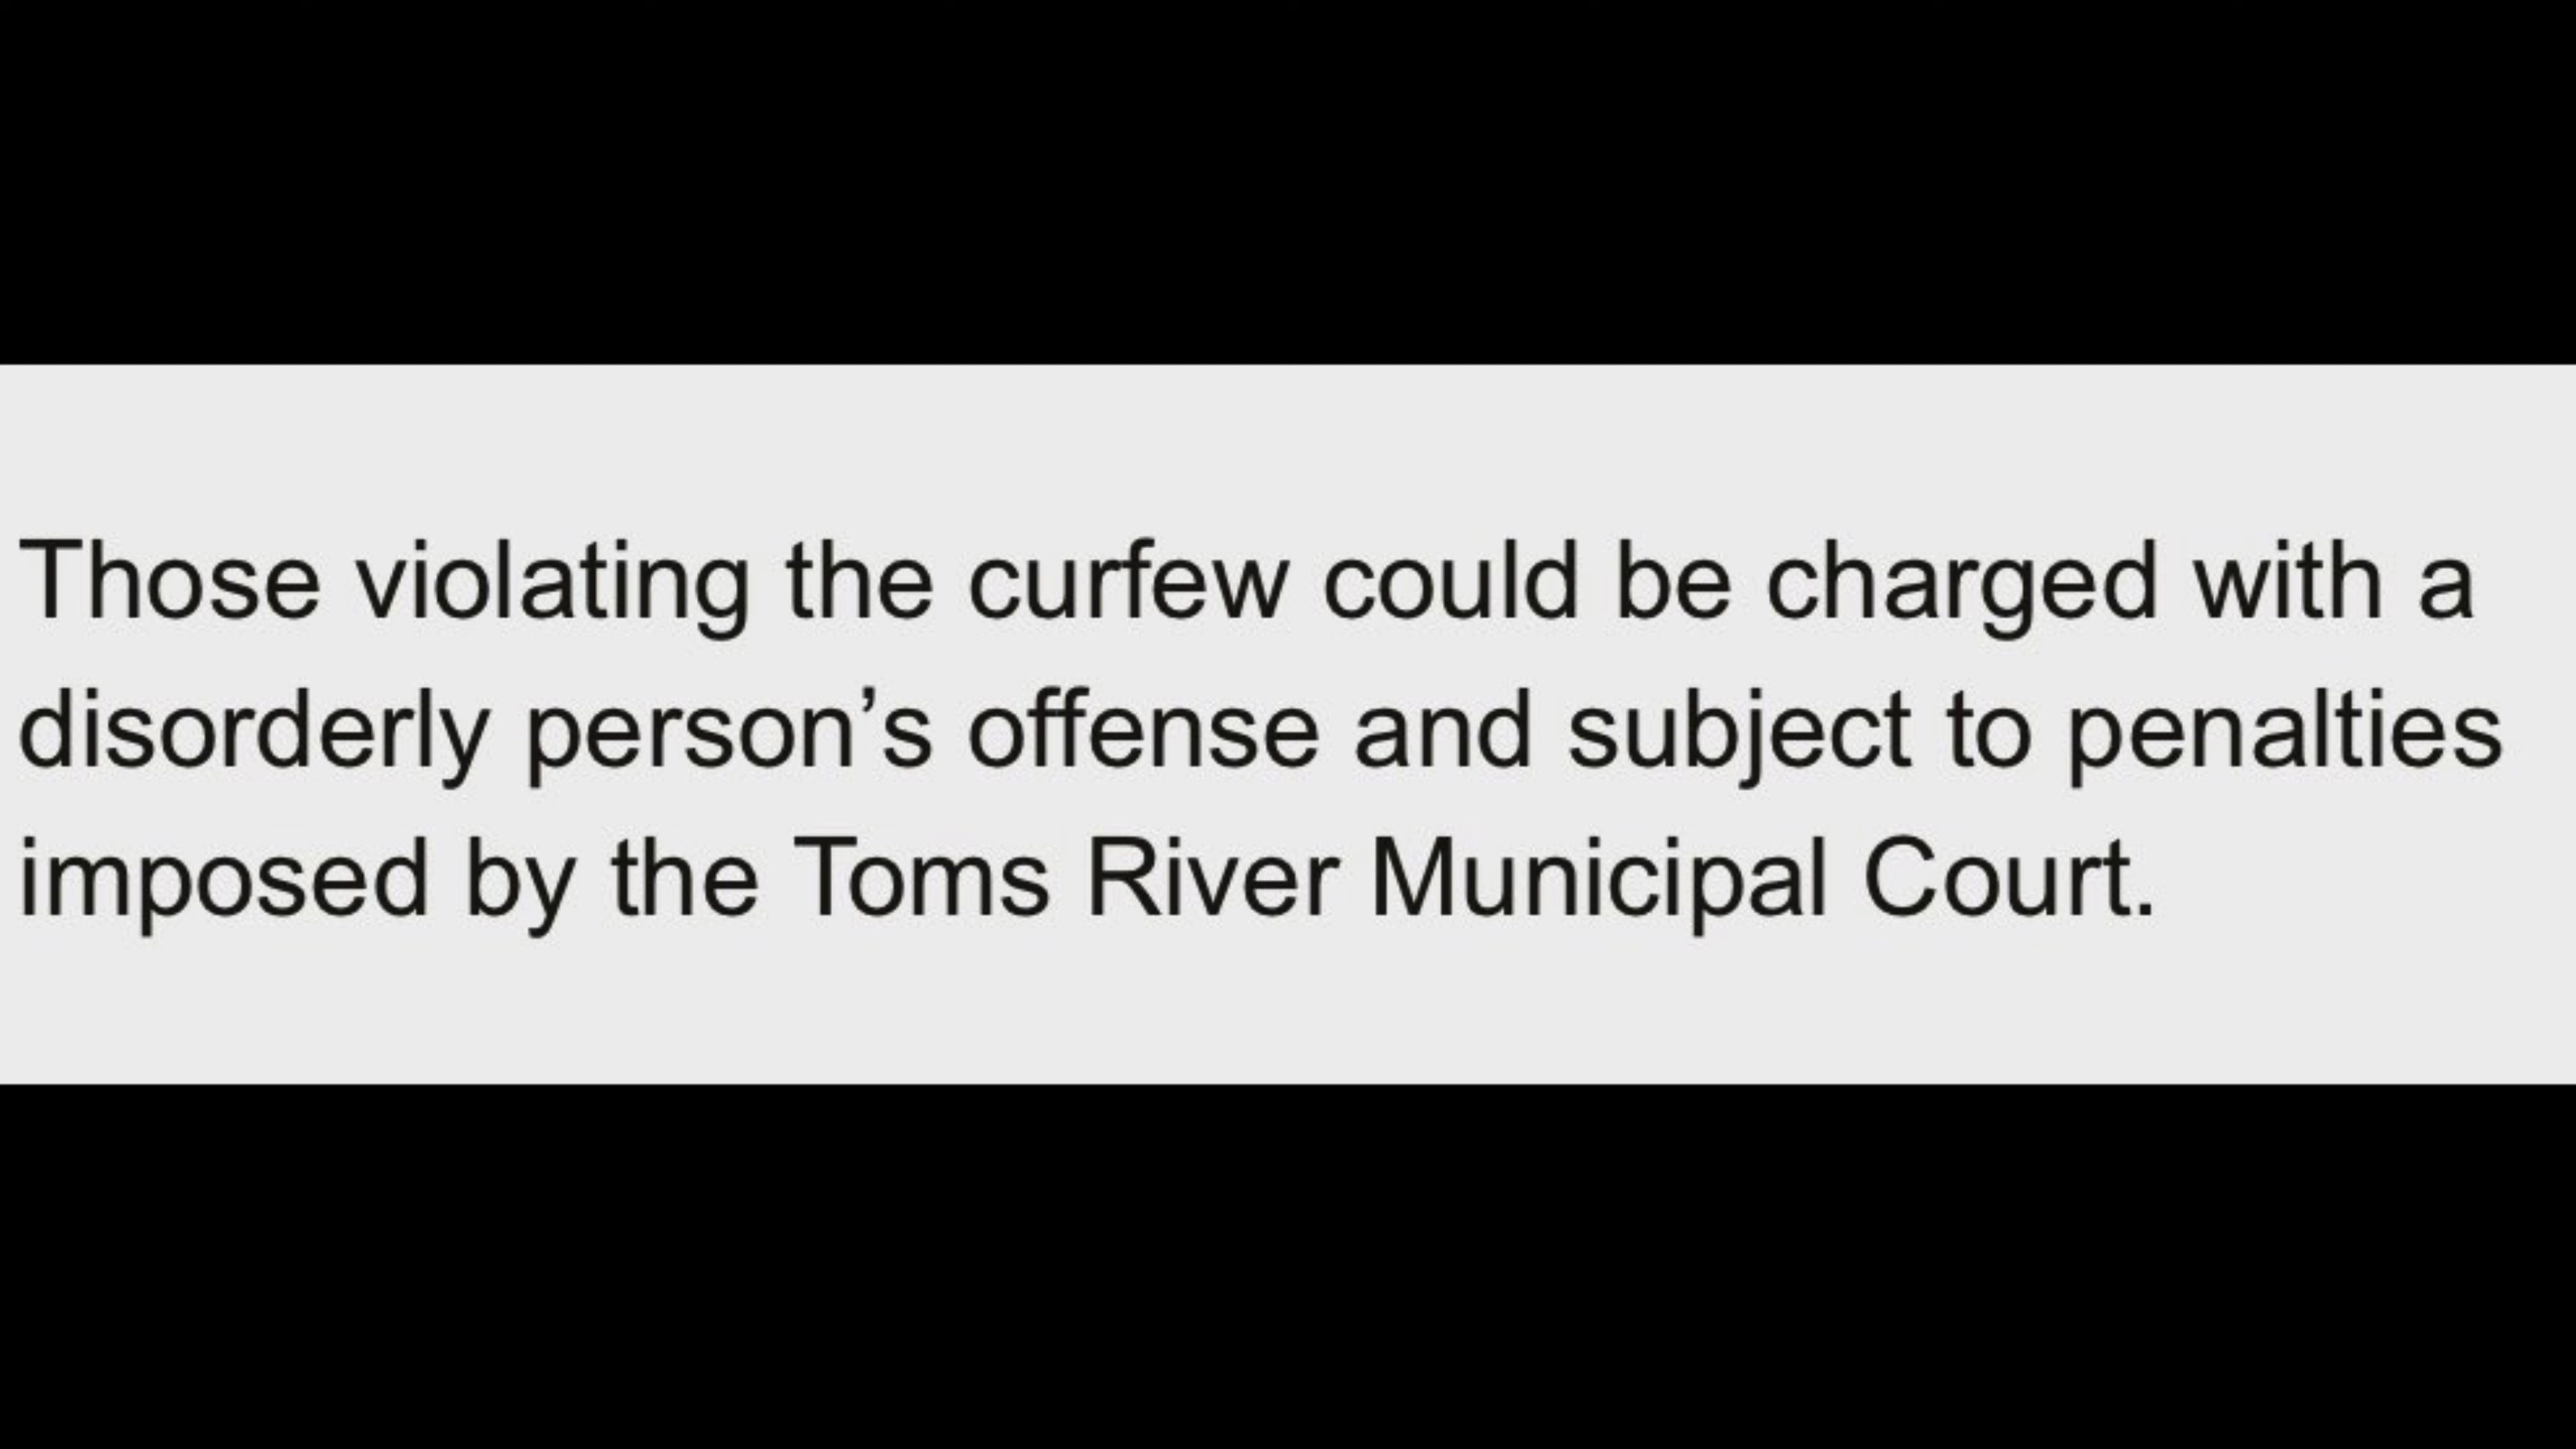 Those violating the curfew could be charged with a
disorderly person’s offense and subject to penalties
imposed by the Toms River Municipal Court.